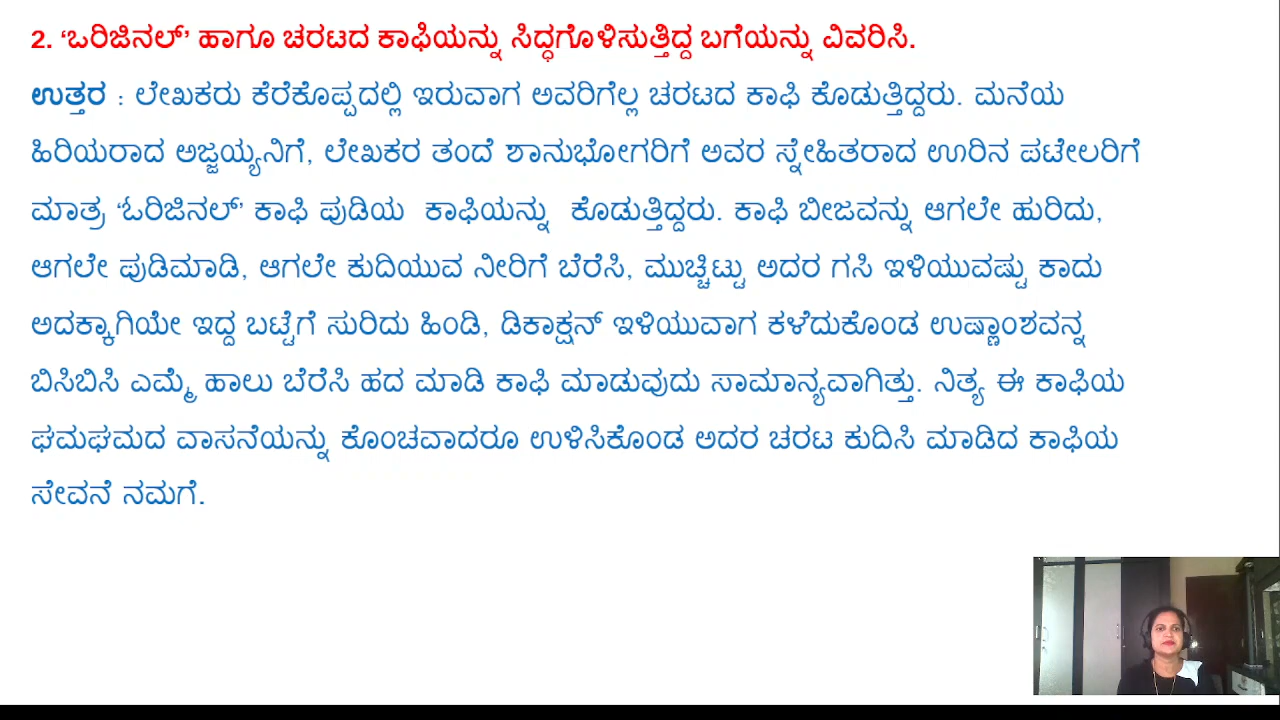 2. ‘ಒರಿಜಿನಲ್’ ಹಾಗೂ ಚರಟದ ಕಾಫಿಯನ್ನು ಸಿದ್ಧಗೊಳಿಸುತ್ತಿದ್ದ ಬಗೆಯನ್ನು ವಿವರಿಸಿ.
ಉತ್ತರ : ಲೇಖಕರು ಕೆರೆಕೊಪ್ಪದಲ್ಲಿ ಇರುವಾಗ ಅವರಿಗೆಲ್ಲ ಚರಟದ ಕಾಫಿ ಕೊಡುತ್ತಿದ್ದರು. ಮನೆಯ
ಹಿರಿಯರಾದ ಅಜ್ಜಯ್ಯನಿಗೆ, ಲೇಖಕರ ತಂದೆ ಶಾನುಭೋಗರಿಗೆ ಅವರ ಸ್ನೇಹಿತರಾದ ಊರಿನ ಪಟೇಲರಿಗೆ
ಮಾತ್ರ ‘ಓರಿಜಿನಲ್’ ಕಾಫಿ ಪುಡಿಯ ಕಾಫಿಯನ್ನು ಕೊಡುತ್ತಿದ್ದರು. ಕಾಫಿ ಬೀಜವನ್ನು ಆಗಲೇ ಹುರಿದು,
ಆಗಲೇ ಪುಡಿಮಾಡಿ, ಆಗಲೇ ಕುದಿಯುವ ನೀರಿಗೆ ಬೆರೆಸಿ, ಮುಚ್ಚಿಟ್ಟು ಅದರ ಗಸಿ ಇಳಿಯುವಷ್ಟು ಕಾದು
ಅದಕ್ಕಾಗಿಯೇ ಇದ್ದ ಬಟ್ಟೆಗೆ ಸುರಿದು ಹಿಂಡಿ, ಡಿಕಾಕ್ಷನ್ ಇಳಿಯುವಾಗ ಕಳೆದುಕೊಂಡ ಉಷ್ಣಾಂಶವನ್ನ
ಬಿಸಿಬಿಸಿ ಎಮ್ಮೆ ಹಾಲು ಬೆರೆಸಿ ಹದ ಮಾಡಿ ಕಾಫಿ ಮಾಡುವುದು ಸಾಮಾನ್ಯವಾಗಿತ್ತು. ನಿತ್ಯ ಈ ಕಾಫಿಯ
ಘಮಘಮದ ವಾಸನೆಯನ್ನು ಕೊಂಚವಾದರೂ ಉಳಿಸಿಕೊಂಡ ಅದರ ಚರಟ ಕುದಿಸಿ ಮಾಡಿದ ಕಾಫಿಯ
ಸೇವನೆ ನಮಗೆ.